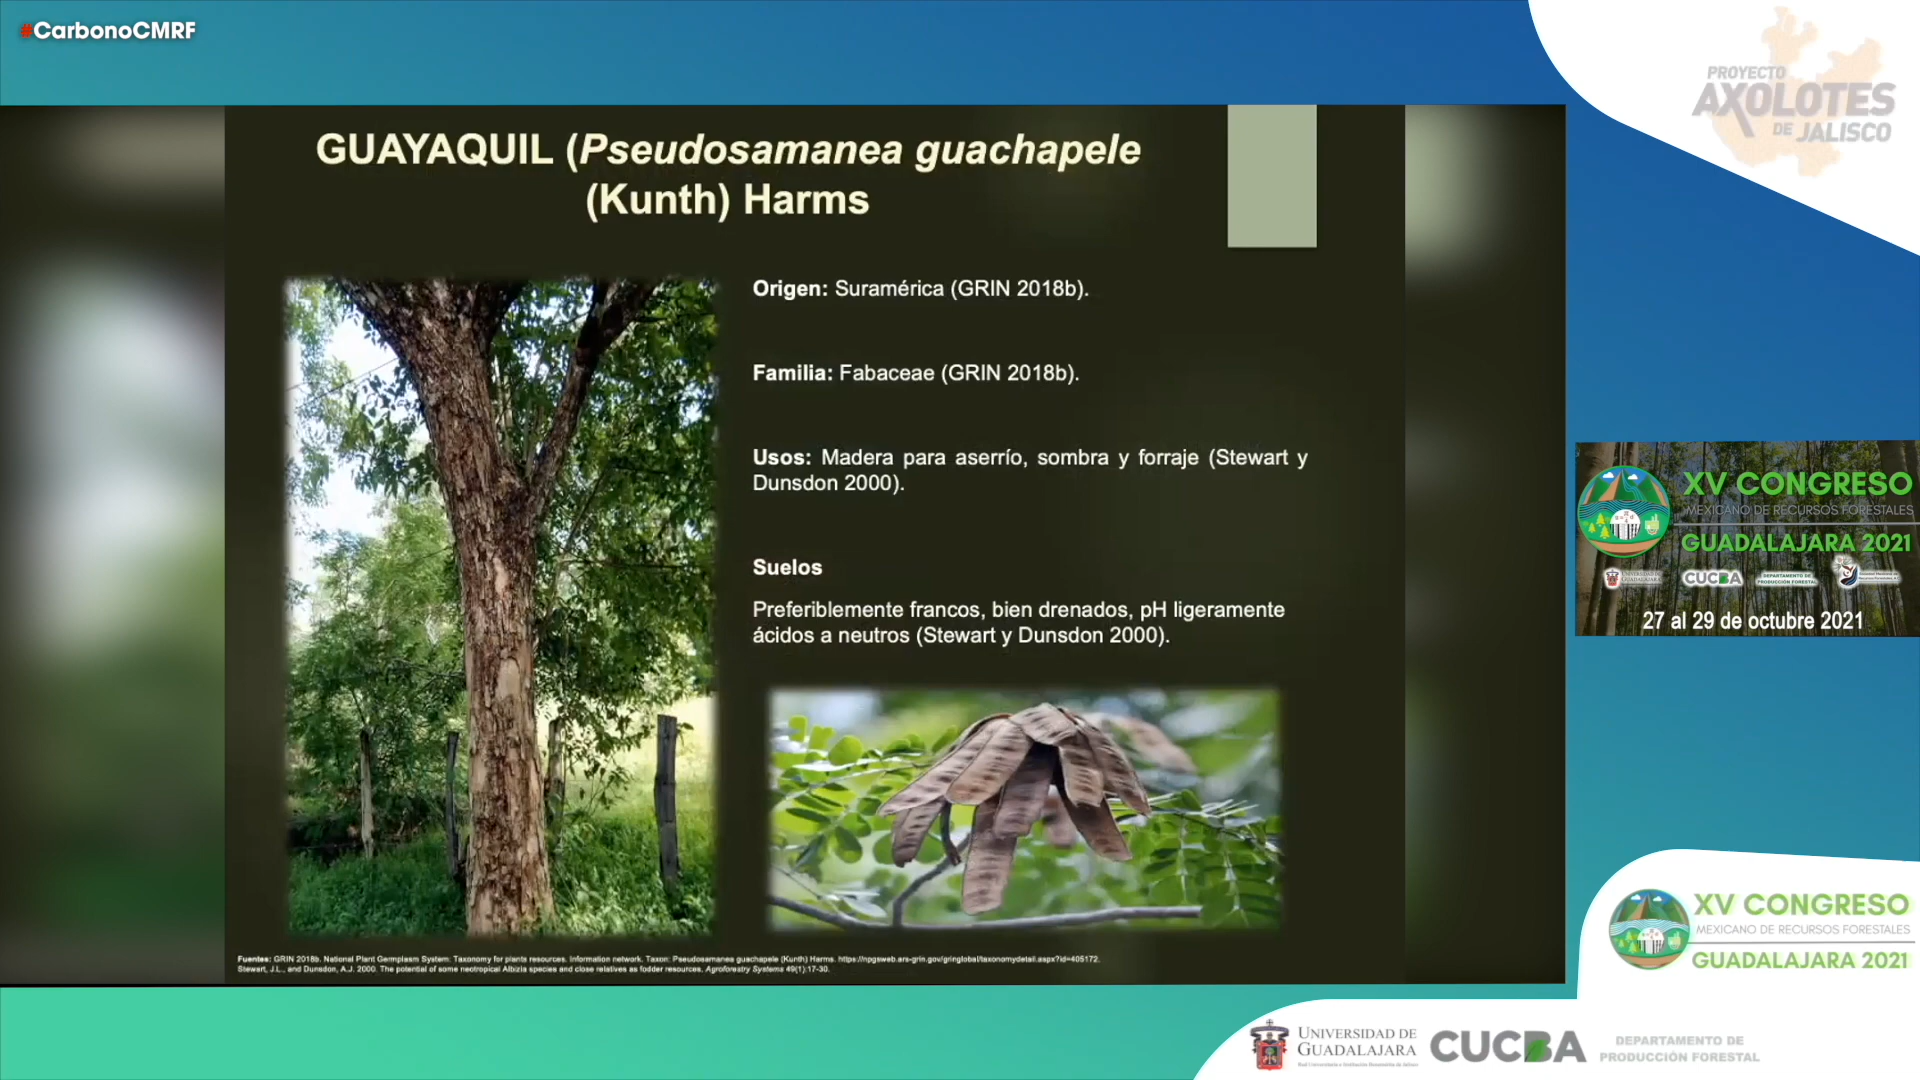 #CarbonoCMRF
PROYECTO
AXOLOTES
DE JALISCO
GUAYAQUIL (Pseudosamanea guachapele
(Kunth) Harms
Origen: Suramérica (GRIN 2018b).
Familia: Fabaceae (GRIN 2018b).
Usos: Madera para aserrío, sombra y forraje (Stewart y
Dunsdon 2000).
Suelos
Preferiblemente francos, bien drenados, pH ligeramente
ácidos a neutros (Stewart y Dunsdon 2000).
Fuentes: GRIN 2018b. National Plant Germplasm System: Taxonomy for plants resources. Information network. Taxon: Pseudosamanea guachapele (Kunth) Harms. https://npgsweb.ars-grin.gov/gringlobal/taxonomydetail.aspx?id=405172.
Stewart, J.L., and Dunsdon, A.J. 2000. The potential of some neotropical Albizia species and close relatives as fodder resources. Agroforestry Systems 49(1):17-30.
XV CONGRESO
MEXICANO DE RECURSOS FORESTALES
GUADALAJARA 2021
UNIVERSIDAD DE
GUADALAJARA
CUCBA
DEPARTAMENTO DE
PRODUCCIÓN FORESTAL
27 al 29 de octubre 2021
XV CONGRESO
MEXICANO DE RECURSOS FORESTALES
GUADALAJARA 2021
UNIVERSIDAD DE
GUADALAJARA
CUCBA
DEPARTAMENTO DE
PRODUCCIÓN FORESTAL